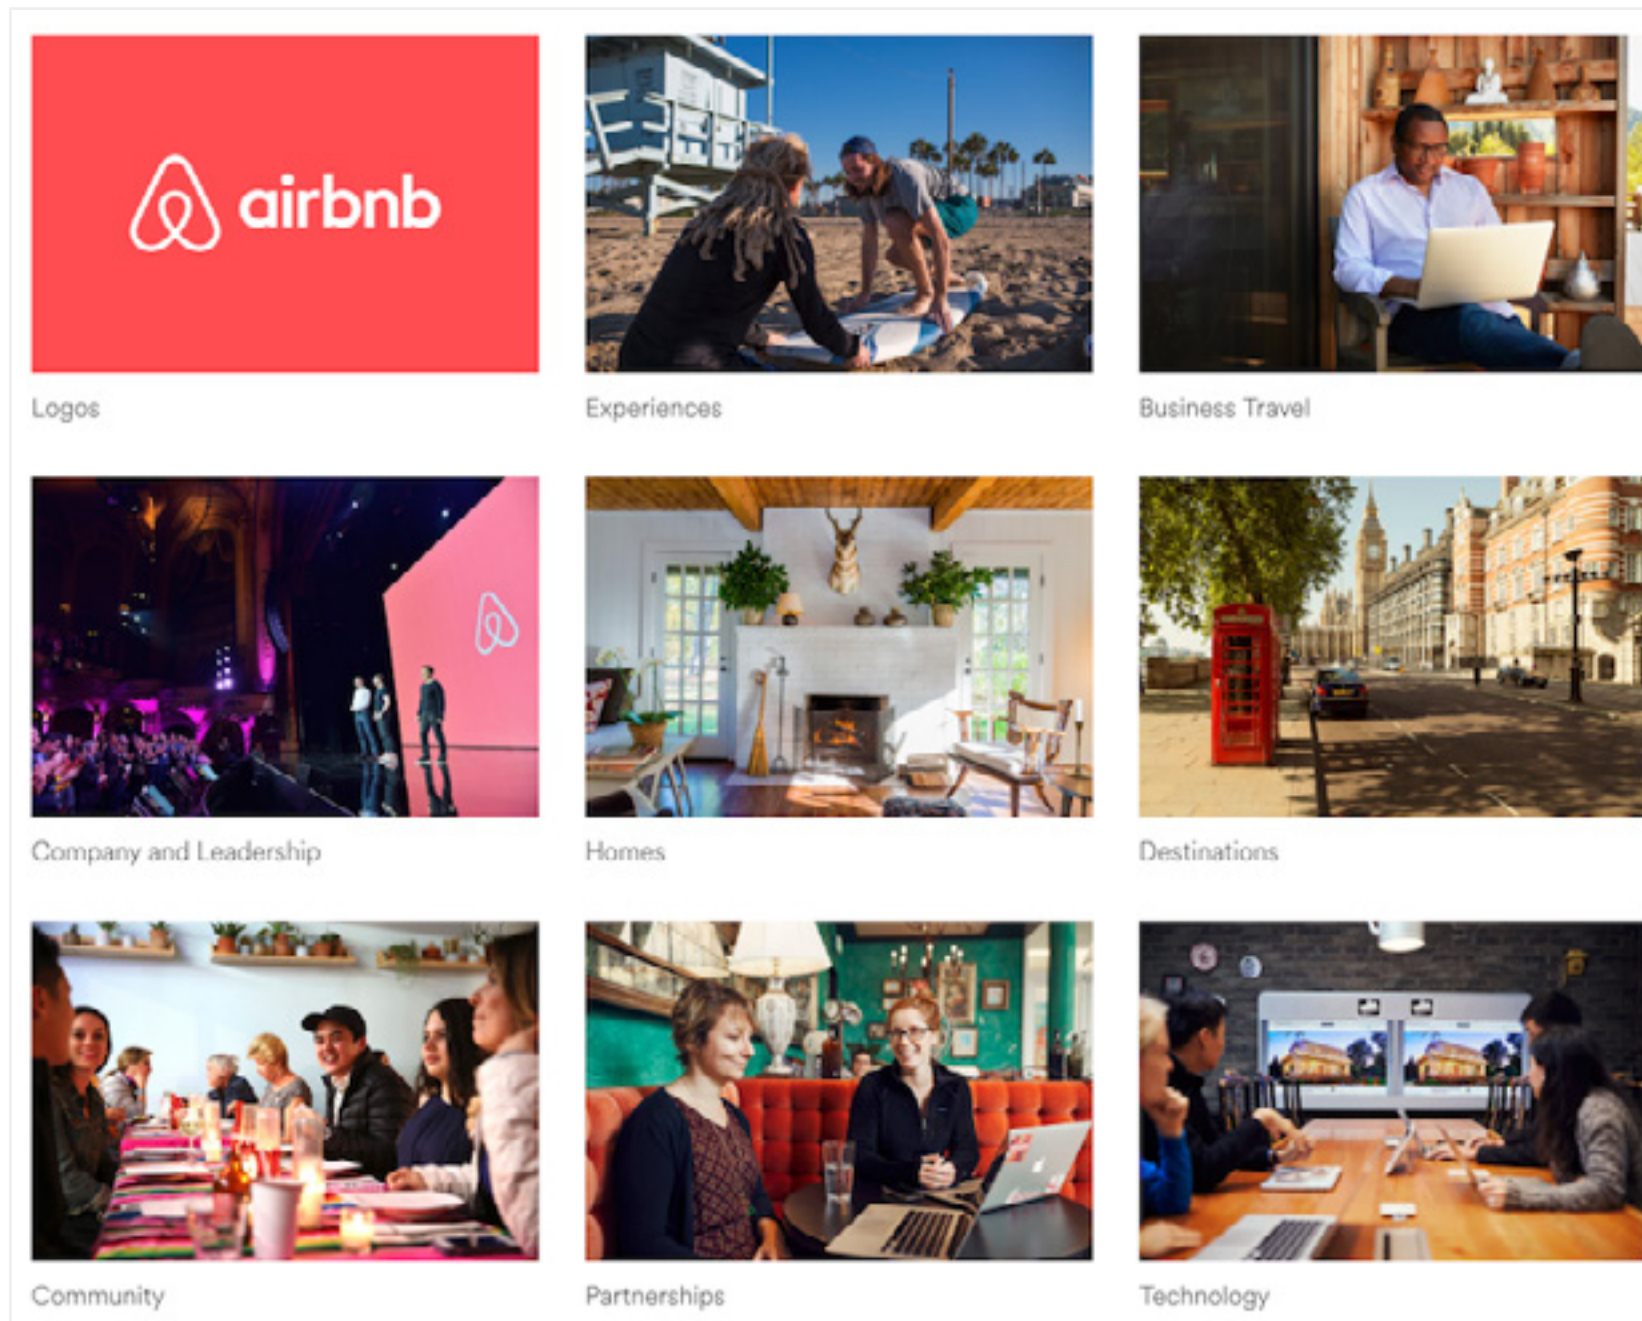 airbnb
Logos
Experiences
Business Travel
Company and Leadership
Homes
Destinations
Community
Partnerships
Technology